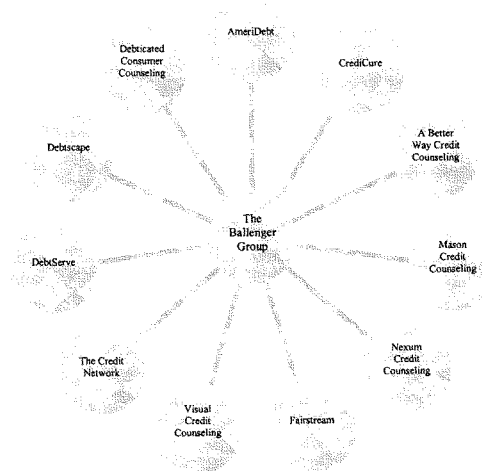 AmeriDebt
CrediCure
A Better
Way Credit
Counseling
Mason
Credit
Counseling
Nexum
Credit
Counseling
Fairstream
Visual
Credit
Counseling
The Credit
Network
DebtServe
Debtscape
Debticated
Consumer
Counseling
The
Ballenger
Group